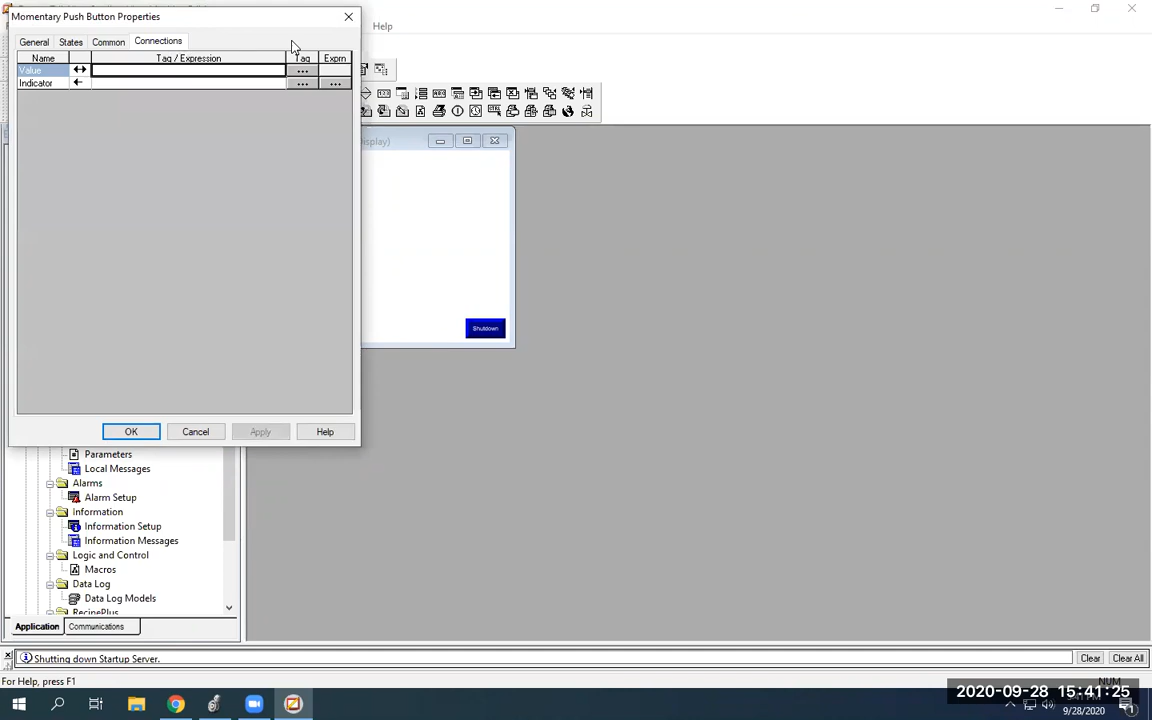 Momentary Push Button Properties
Help
General
States
Common
Connections
Name
Tag / Expression
Tag
Exprn
Value
Indicator
OK
Cancel
Apply
Help
Shutdown
Parameters
Local Messages
Alarms
Alarm Setup
Information
Information Setup
Information Messages
Logic and Control
Macros
Data Log
Data Log Models
RecipePlus
Application
Communications
Shutting down Startup Server.
Clear
Clear All
For Help, press F1
NUM
2020-09-28 15:41:25
9/28/2020